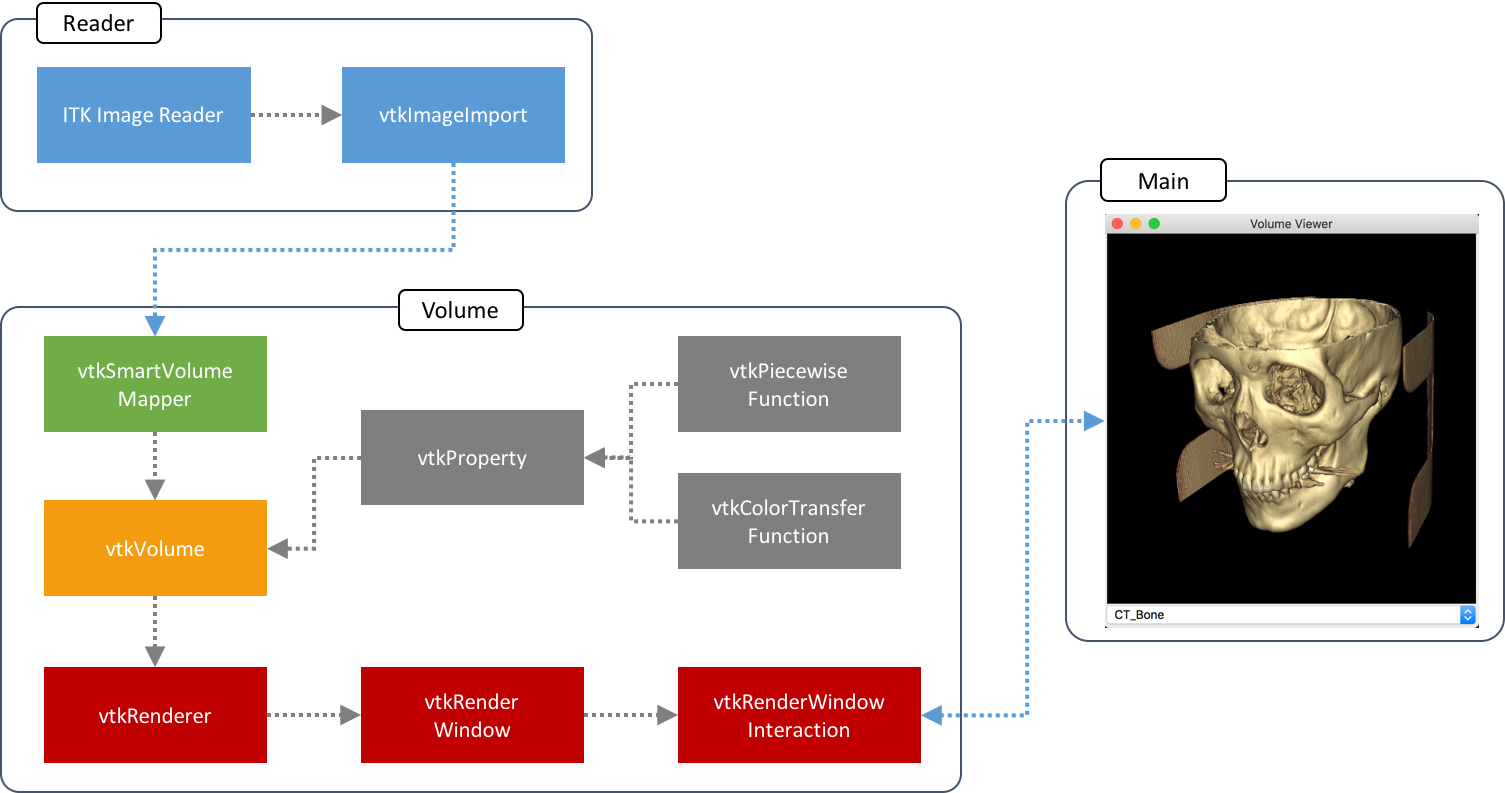 Reader
ITK Image Reader
vtkImageImport
Main
Volume Viewer
CT_Bone
Volume
vtkSmartVolume
Mapper
vtkPiecewise
Function
vtkProperty
vtkColorTransfer
Function
vtkVolume
vtkRenderer
vtkRender
Window
vtkRenderWindow
Interaction